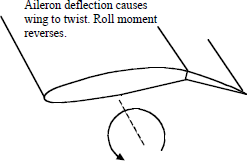 Aileron deflection causes
wing to twist. Roll moment
reverses.